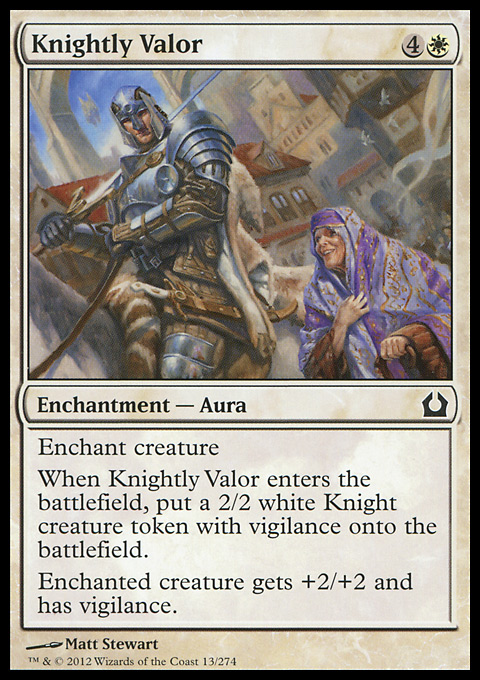 Knightly Valor 4
Enchantment — Aura
Enchant creature
When Knightly Valor enters the
battlefield, put a 2/2 white Knight
creature token with vigilance onto the
battlefield.
Enchanted creature gets +2/+2 and
has vigilance.
Matt Stewart
™ & © 2012 Wizards of the Coast 13/274